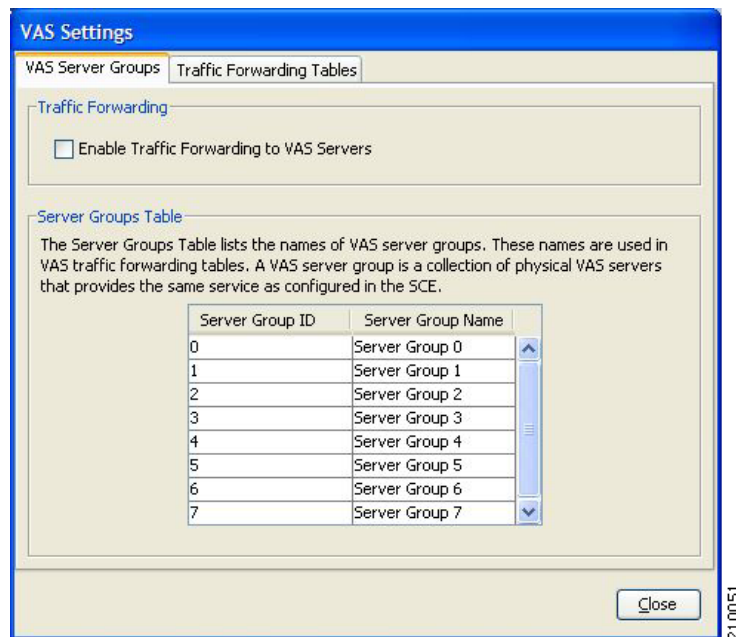 VAS Settings
VAS Server Groups Traffic Forwarding Tables
Traffic Forwarding
Enable Traffic Forwarding to VAS Servers
Server Groups Table
The Server Groups Table lists the names of VAS server groups. These names are used in
VAS traffic forwarding tables. A VAS server group is a collection of physical VAS servers
that provides the same service as configured in the SCE.
Server Group ID Server Group Name
0 Server Group 0
1 Server Group 1
2 Server Group 2
3 Server Group 3
4 Server Group 4
5 Server Group 5
6 Server Group 6
7 Server Group 7
Close
210051